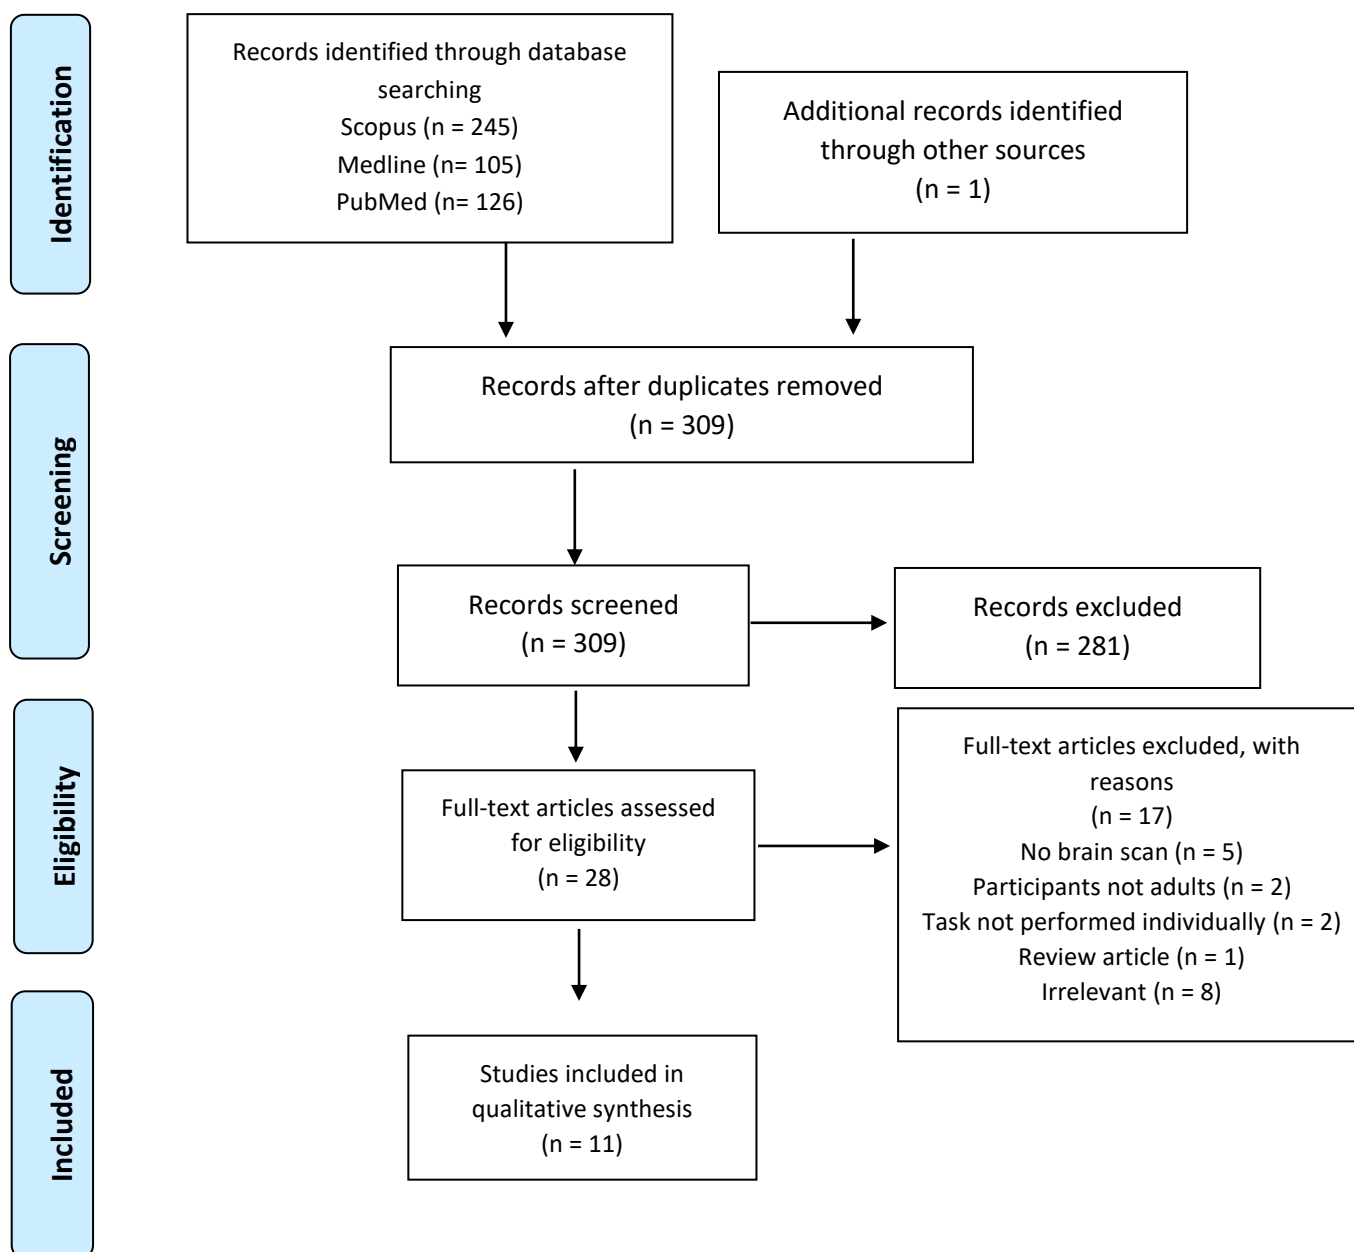 Identification
Records identified through database
searching
Scopus (n = 245)
Medline (n= 105)
PubMed (n= 126)
Additional records identified
through other sources
(n = 1)
Screening
Records after duplicates removed
(n = 309)
Records screened
(n = 309)
Records excluded
(n = 281)
Eligibility
Full-text articles assessed
for eligibility
(n = 28)
Full-text articles excluded, with
reasons
(n = 17)
No brain scan (n = 5)
Participants not adults (n = 2)
Task not performed individually (n = 2)
Review article (n = 1)
Irrelevant (n = 8)
Included
Studies included in
qualitative synthesis
(n = 11)